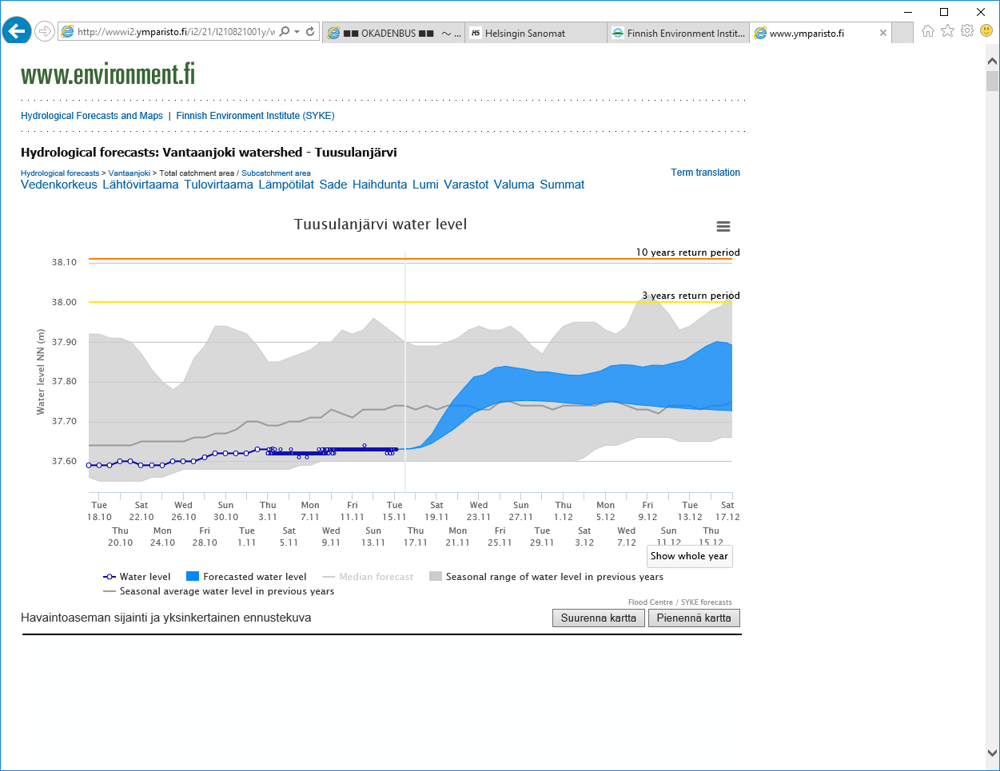 http://wwwi2.ymparisto.fi/i2/21/l210821001y/w
■■ OKADENBUS ■■ ～ ...
HS Helsingin Sanomat
Finnish Environment Instit...
www.ymparisto.fi
www.environment.fi
Hydrological Forecasts and Maps | Finnish Environment Institute (SYKE)
Hydrological forecasts: Vantaanjoki watershed - Tuusulanjärvi
Hydrological forecasts > Vantaanjoki > Total catchment area / Subcatchment area
Term translation
Vedenkorkeus Lähtövirtaama Tulovirtaama Lämpötilat Sade Haihdunta Lumi Varastot Valuma Summat
Tuusulanjärvi water level
10 years return period
3 years return period
Water level NN (m)
38.10
38.00
37.90
37.80
37.70
37.60
Tue Sat Wed Sun Thu Mon Fri Tue Sat Wed Sun Thu Mon Fri Tue Sat
18.10 22.10 26.10 30.10 3.11 7.11 11.11 15.11 19.11 23.11 27.11 1.12 5.12 9.12 13.12 17.12
Thu Mon Fri Tue Sat Wed Sun Thu Mon Fri Tue Sat Wed Sun Thu
20.10 24.10 28.10 1.11 5.11 9.11 13.11 17.11 21.11 25.11 29.11 3.12 7.12 11.12 15.12
Show whole year
Water level Forecasted water level Median forecast Seasonal range of water level in previous years
Seasonal average water level in previous years
Flood Centre / SYKE forecasts
Havaintoaseman sijainti ja yksinkertainen ennustekuva
Suurenna kartta
Pienennä kartta